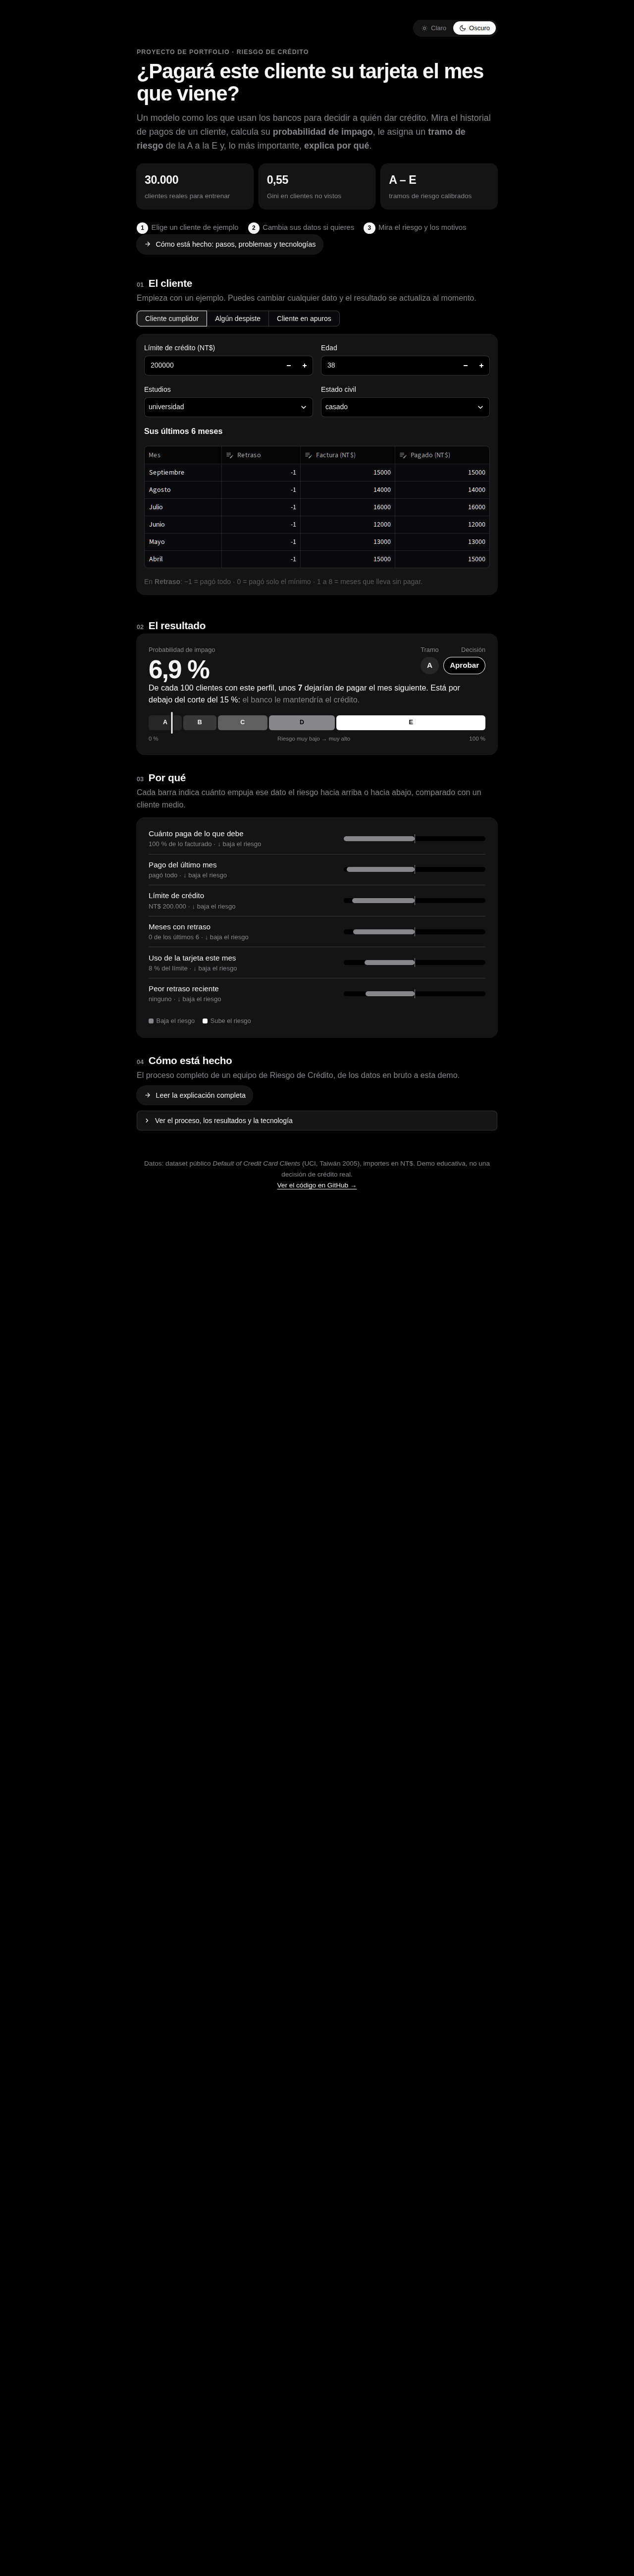 Claro Oscuro
PROYECTO DE PORTFOLIO · RIESGO DE CRÉDITO
¿Pagará este cliente su tarjeta el mes
que viene?
Un modelo como los que usan los bancos para decidir a quién dar crédito. Mira el historial
de pagos de un cliente, calcula su probabilidad de impago, le asigna un tramo de
riesgo de la A a la E y, lo más importante, explica por qué.
30.000 0,55 A – E
clientes reales para entrenar Gini en clientes no vistos tramos de riesgo calibrados
1 Elige un cliente de ejemplo 2 Cambia sus datos si quieres 3 Mira el riesgo y los motivos
Cómo está hecho: pasos, problemas y tecnologías
01 El cliente
Empieza con un ejemplo. Puedes cambiar cualquier dato y el resultado se actualiza al momento.
Cliente cumplidor Algún despiste Cliente en apuros
Límite de crédito (NT$) Edad
200000 − + 38 − +
Estudios Estado civil
universidad casado
Sus últimos 6 meses
Mes Retraso Factura (NT$) Pagado (NT$)
Septiembre -1 15000 15000
Agosto -1 14000 14000
Julio -1 16000 16000
Junio -1 12000 12000
Mayo -1 13000 13000
Abril -1 15000 15000
En Retraso: −1 = pagó todo · 0 = pagó solo el mínimo · 1 a 8 = meses que lleva sin pagar.
02 El resultado
Probabilidad de impago Tramo Decisión
6,9 % A Aprobar
De cada 100 clientes con este perfil, unos 7 dejarían de pagar el mes siguiente. Está por
debajo del corte del 15 %: el banco le mantendría el crédito.
A B C D E
0 % Riesgo muy bajo → muy alto 100 %
03 Por qué
Cada barra indica cuánto empuja ese dato el riesgo hacia arriba o hacia abajo, comparado con un
cliente medio.
Cuánto paga de lo que debe
100 % de lo facturado · ↓ baja el riesgo
Pago del último mes
pagó todo · ↓ baja el riesgo
Límite de crédito
NT$ 200.000 · ↓ baja el riesgo
Meses con retraso
0 de los últimos 6 · ↓ baja el riesgo
Uso de la tarjeta este mes
8 % del límite · ↓ baja el riesgo
Peor retraso reciente
ninguno · ↓ baja el riesgo
Baja el riesgo Sube el riesgo
04 Cómo está hecho
El proceso completo de un equipo de Riesgo de Crédito, de los datos en bruto a esta demo.
Leer la explicación completa
Ver el proceso, los resultados y la tecnología
Datos: dataset público Default of Credit Card Clients (UCI, Taiwán 2005), importes en NT$. Demo educativa, no una
decisión de crédito real.
Ver el código en GitHub →